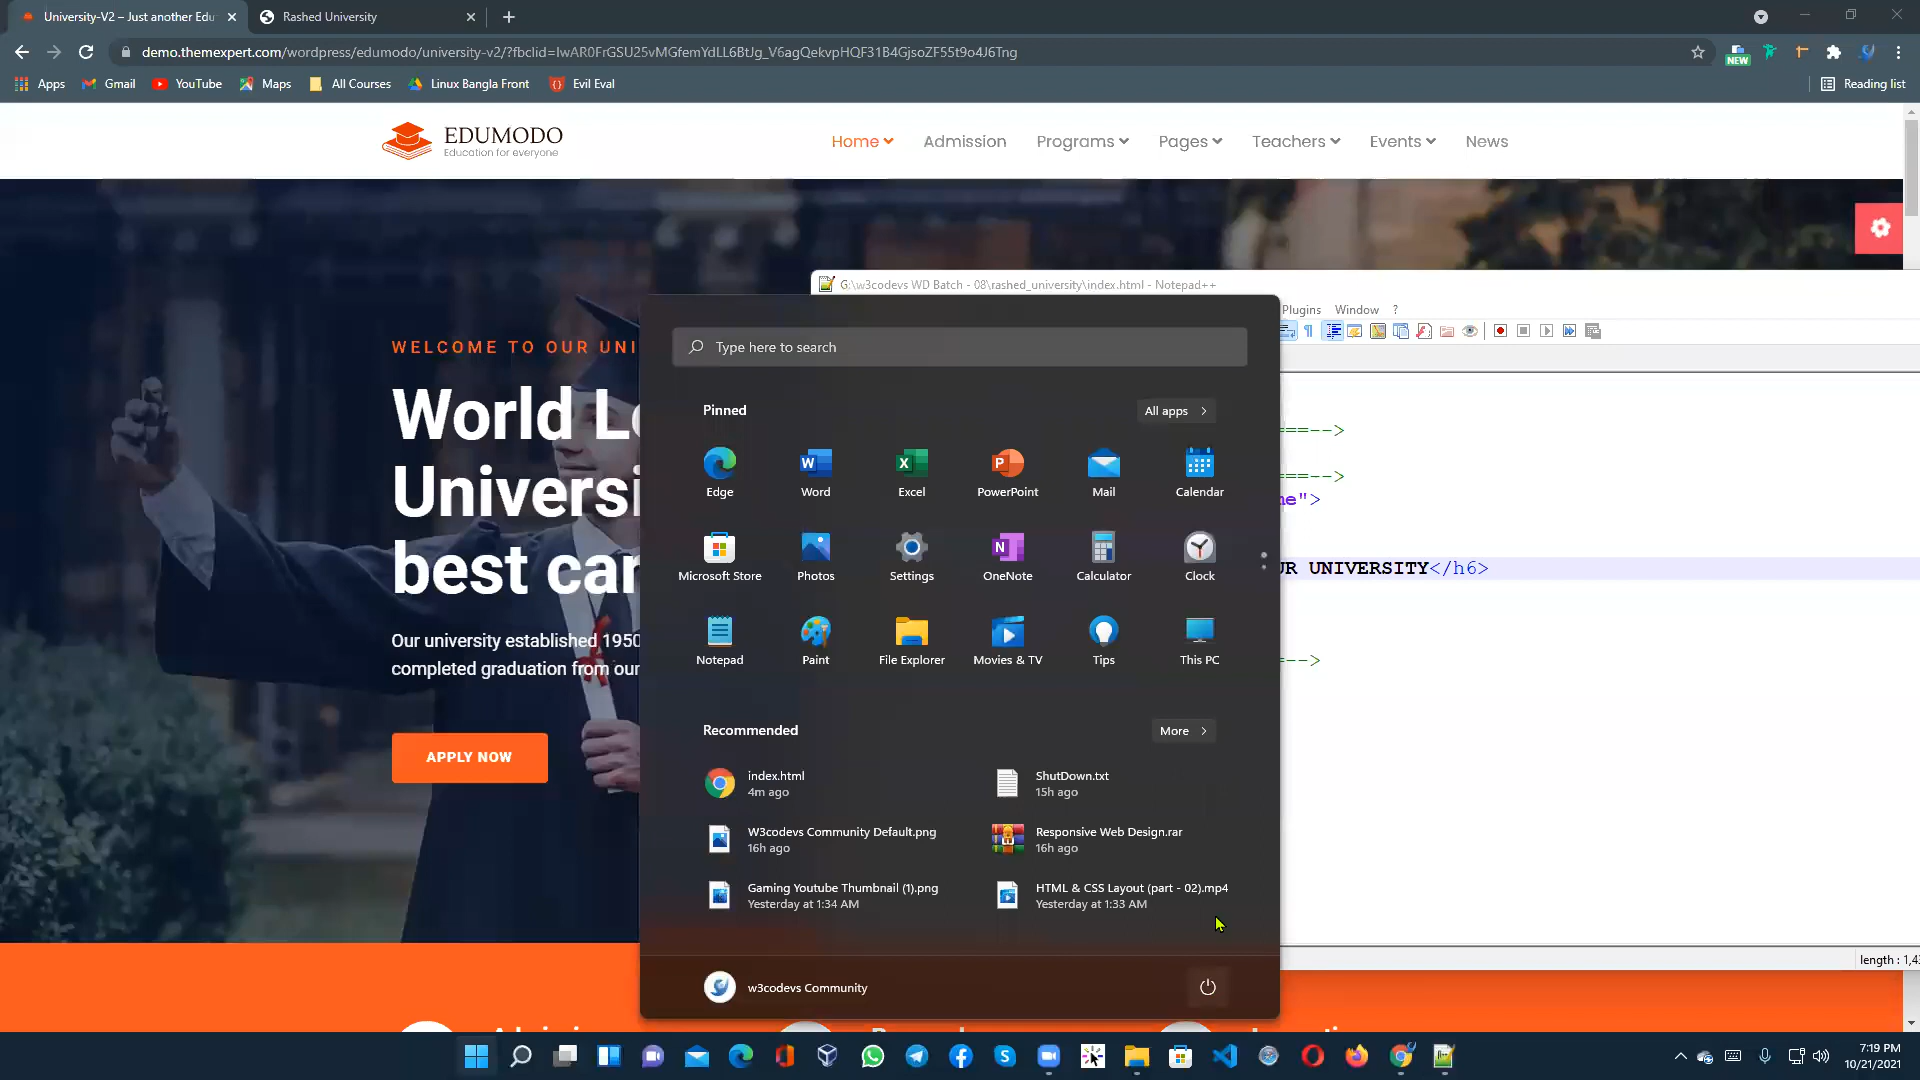 University-V2 – Just another Edu
Rashed University
demo.themexpert.com/wordpress/edumodo/university-v2/?fbclid=IwAR0FrGSU25vMGfemYdLL6BtJg_V6agQekvpHQF31B4GjsoZF55t9o4J6Tng
NEW
Apps
Gmail
YouTube
Maps
All Courses
Linux Bangla Front
Evil Eval
Reading list
EDUMODO
Education for everyone
Home
Admission
Programs
Pages
Teachers
Events
News
G:\w3codevs WD Batch - 08\rashed_university\index.html - Notepad++
Plugins Window ?
WELCOME TO OUR UNI
World L
Universi
best car
Our university established 1950
completed graduation from our
APPLY NOW
===-->
===-->
me">
UR UNIVERSITY</h6>
=-->
length : 1,43
Type here to search
Pinned
All apps
Edge
Word
Excel
PowerPoint
Mail
Calendar
Microsoft Store
Photos
Settings
OneNote
Calculator
Clock
Notepad
Paint
File Explorer
Movies & TV
Tips
This PC
Recommended
More
index.html
4m ago
ShutDown.txt
15h ago
W3codevs Community Default.png
16h ago
Responsive Web Design.rar
16h ago
Gaming Youtube Thumbnail (1).png
Yesterday at 1:34 AM
HTML & CSS Layout (part - 02).mp4
Yesterday at 1:33 AM
w3codevs Community
7:19 PM
10/21/2021